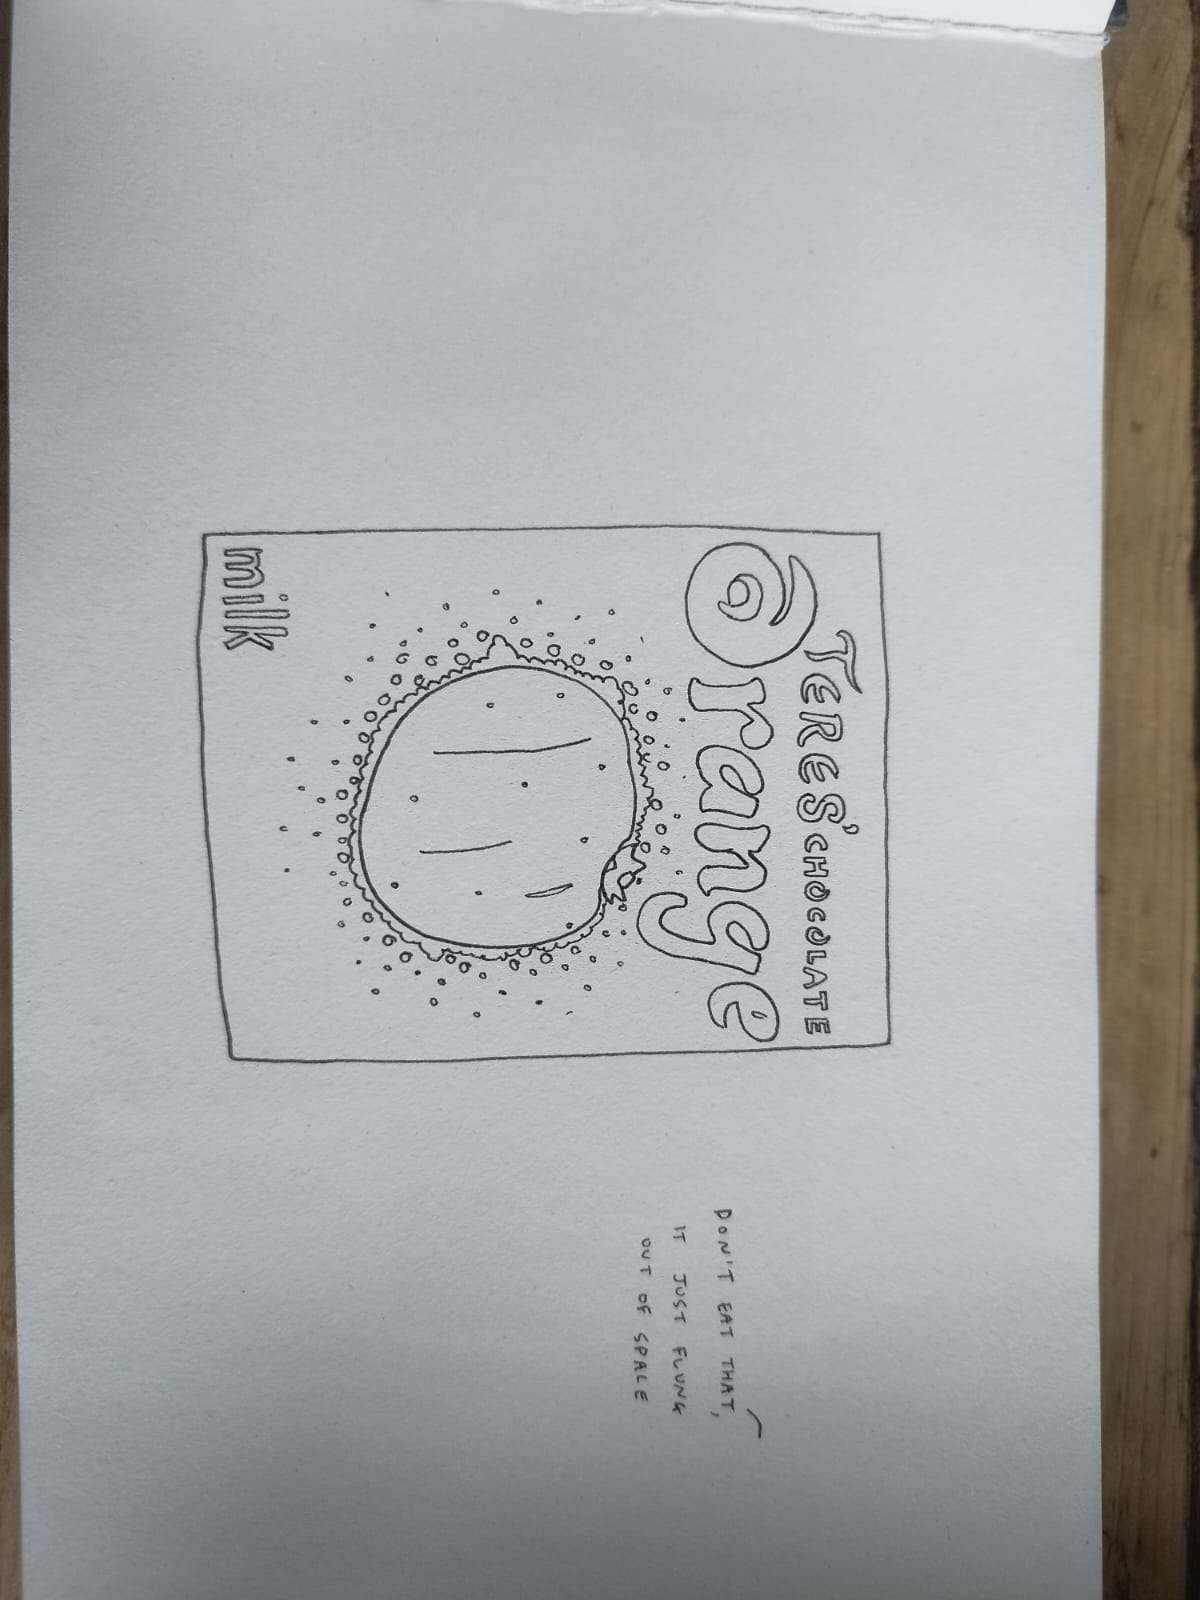 TERES' CHOCOLATE
Orange
milk
DON'T EAT THAT,
IT JUST FLUNG
OUT OF SPACE